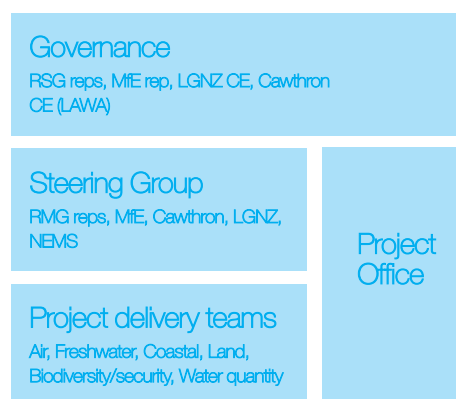 Governance
RSG reps, MfE rep, LGNZ CE, Cawthron
CE (LAWA)
Steering Group
RMG reps, MfE, Cawthron, LGNZ,
NEMS
Project
Office
Project delivery teams
Air, Freshwater, Coastal, Land,
Biodiversity/security, Water quantity